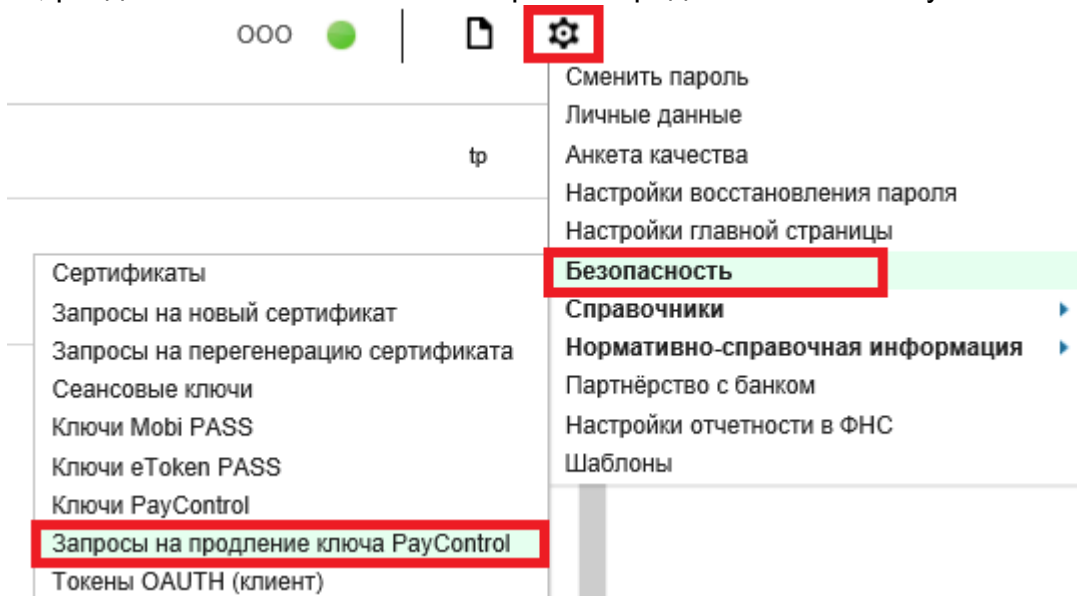 ООО
Сменить пароль
Личные данные
tp
Анкета качества
Настройки восстановления пароля
Настройки главной страницы
Безопасность
Справочники
Нормативно-справочная информация
Партнёрство с банком
Настройки отчетности в ФНС
Шаблоны
Сертификаты
Запросы на новый сертификат
Запросы на перегенерацию сертификата
Сеансовые ключи
Ключи Mobi PASS
Ключи eToken PASS
Ключи PayControl
Запросы на продление ключа PayControl
Токены OAUTH (клиент)